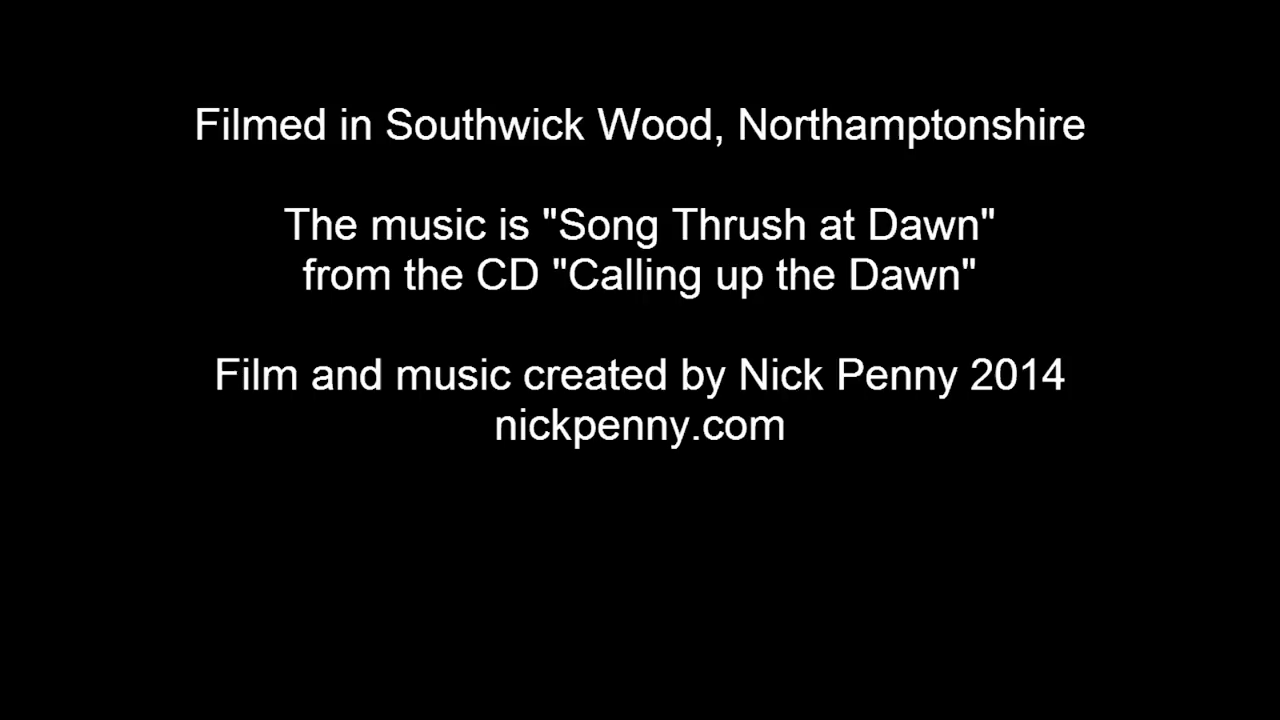 Filmed in Southwick Wood, Northamptonshire
The music is "Song Thrush at Dawn"
from the CD "Calling up the Dawn"
Film and music created by Nick Penny 2014
nickpenny.com